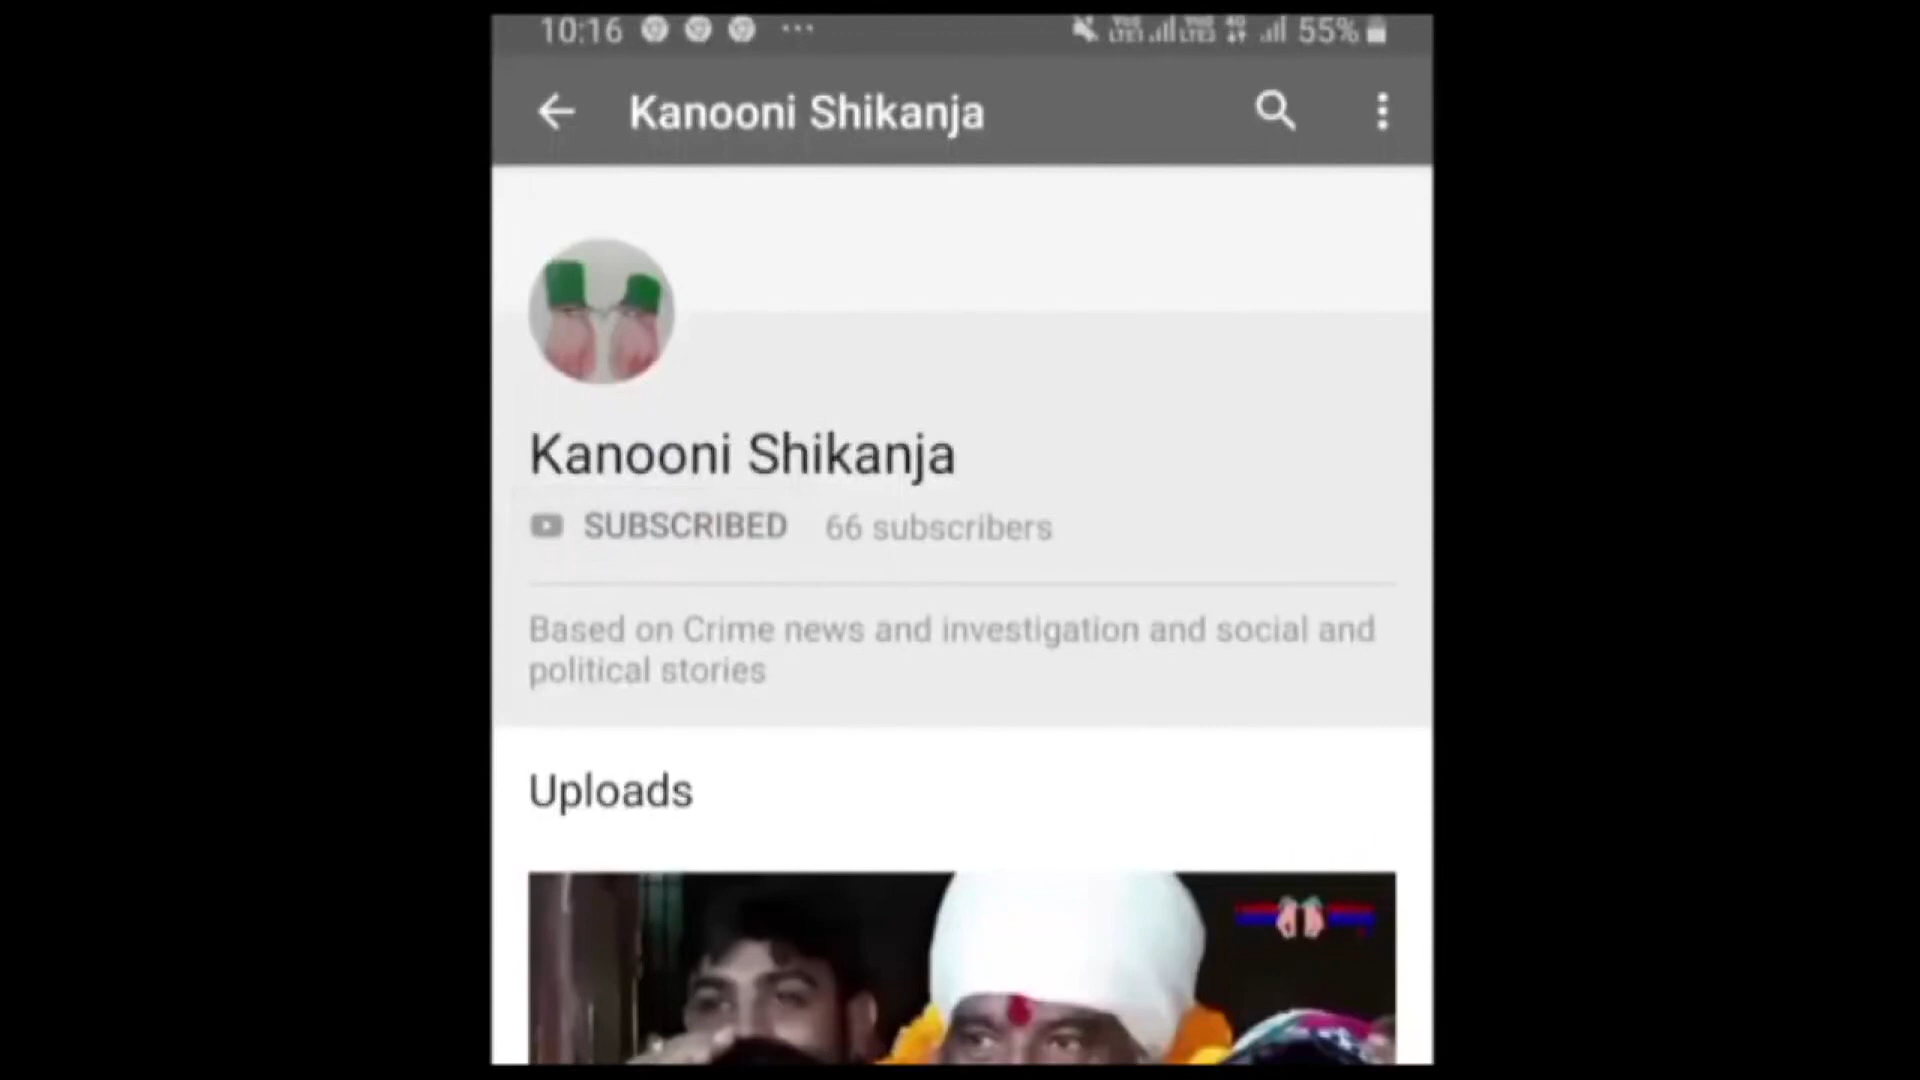 10:16 ... 55%
Kanooni Shikanja
Kanooni Shikanja
SUBSCRIBED 66 subscribers
Based on Crime news and investigation and social and
political stories
Uploads